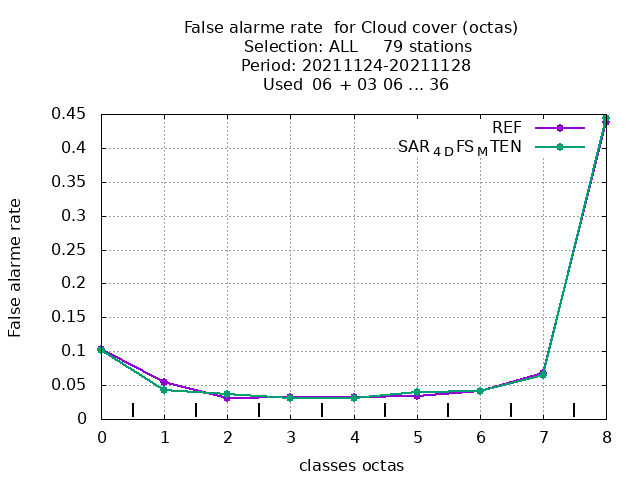 False alarme rate  for Cloud cover (octas)
Selection: ALL     79 stations
Period: 20211124-20211128
Used  06 + 03 06 ... 36
0.45
0.4
0.35
0.3
0.25
0.2
0.15
0.1
0.05
0
False alarme rate
REF
SAR4DFSMTEN
0 1 2 3 4 5 6 7 8
classes octas